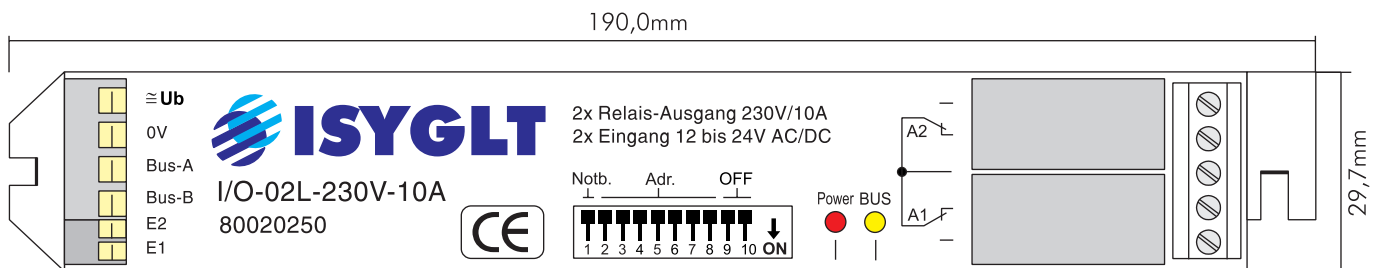 190,0mm
≅Ub
0V
Bus-A
Bus-B
E2
E1
ISYGLT
I/O-02L-230V-10A
80020250
CE
2x Relais-Ausgang 230V/10A
2x Eingang 12 bis 24V AC/DC
Notb. Adr. OFF
1 2 3 4 5 6 7 8 9 10 ON
Power BUS
A2
A1
29,7mm